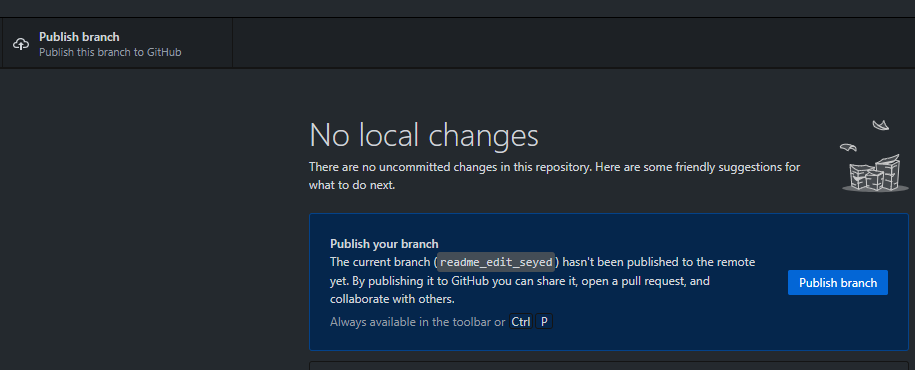 Publish branch
Publish this branch to GitHub
No local changes
There are no uncommitted changes in this repository. Here are some friendly suggestions for
what to do next.
Publish your branch
The current branch (readme_edit_seyed) hasn't been published to the remote
yet. By publishing it to GitHub you can share it, open a pull request, and
collaborate with others.
Publish branch
Always available in the toolbar or Ctrl P